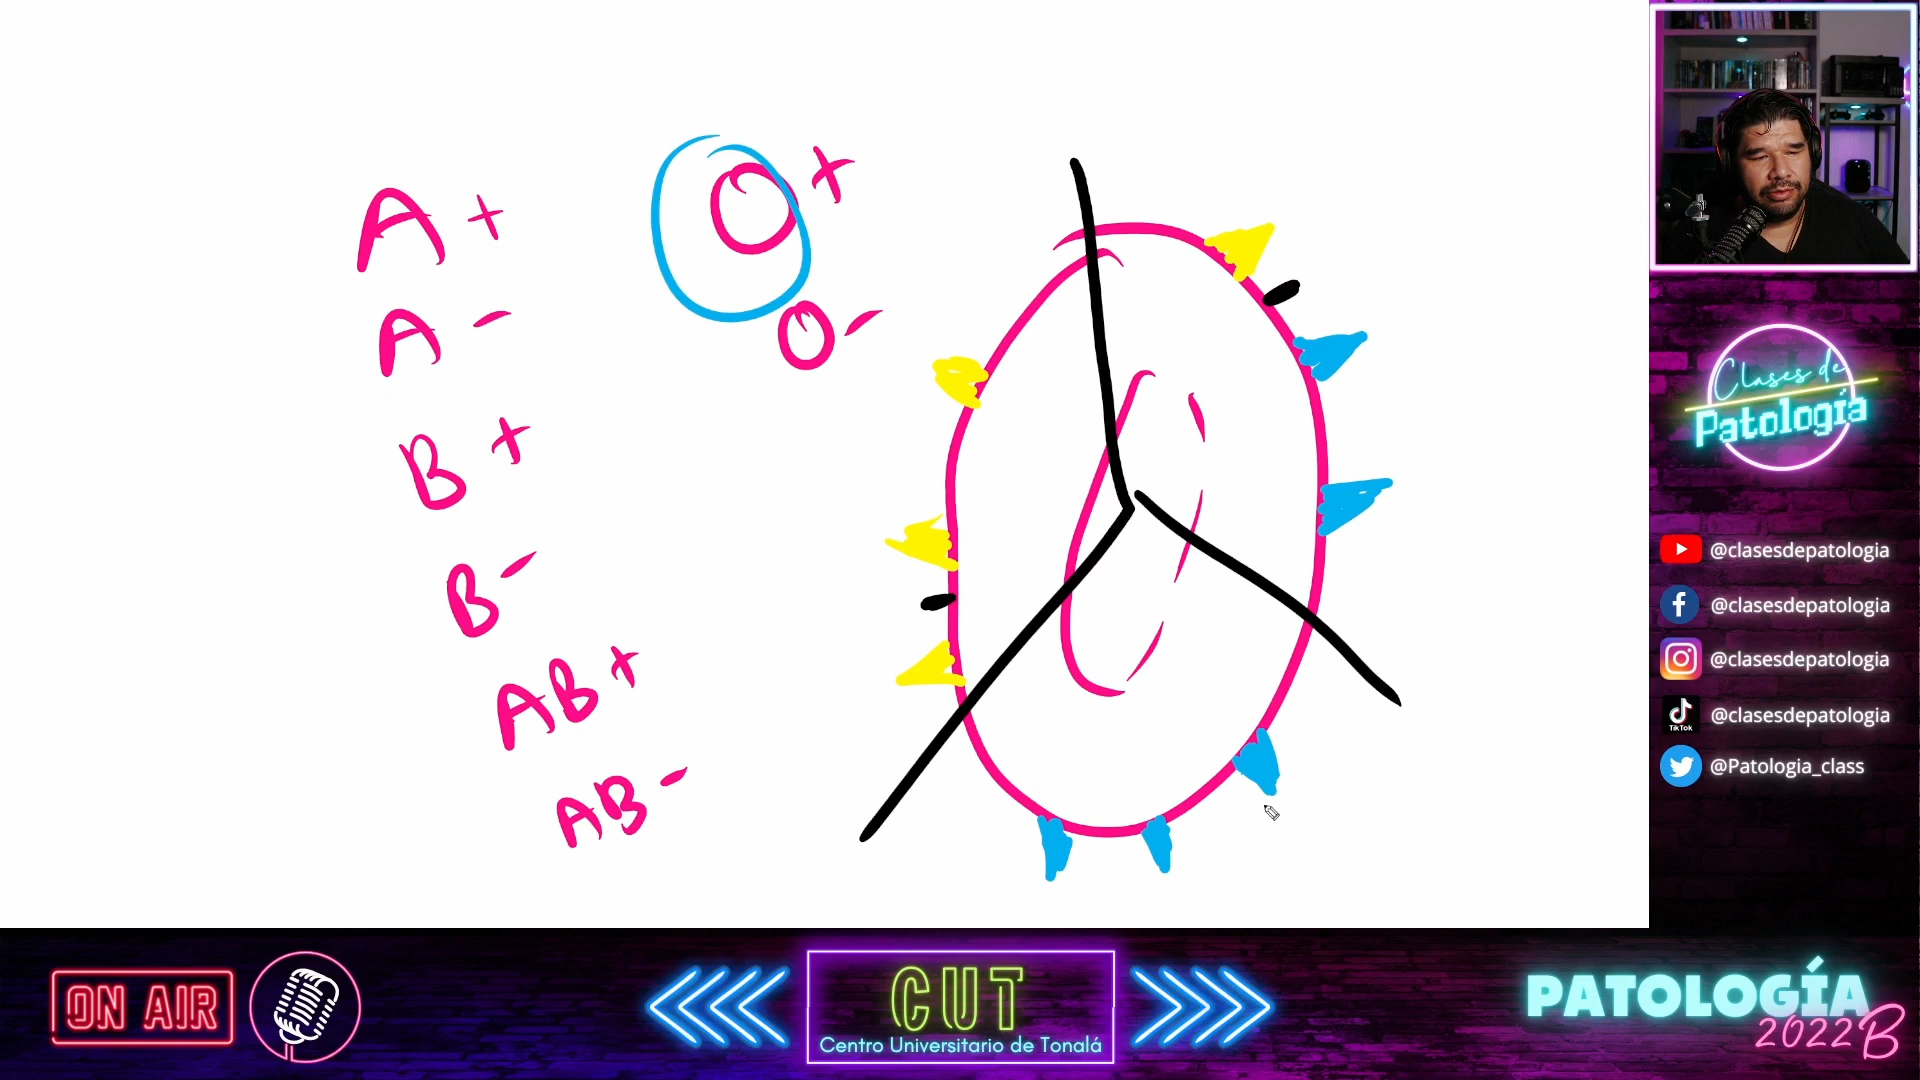 A +
A -
B +
B -
AB +
AB -
O +
O -
Clases de
Patología
@clasesdepatologia
@clasesdepatologia
@clasesdepatologia
TikTok
@clasesdepatologia
@Patologia_class
ON AIR
CUT
Centro Universitario de Tonalá
PATOLOGÍA
2022B